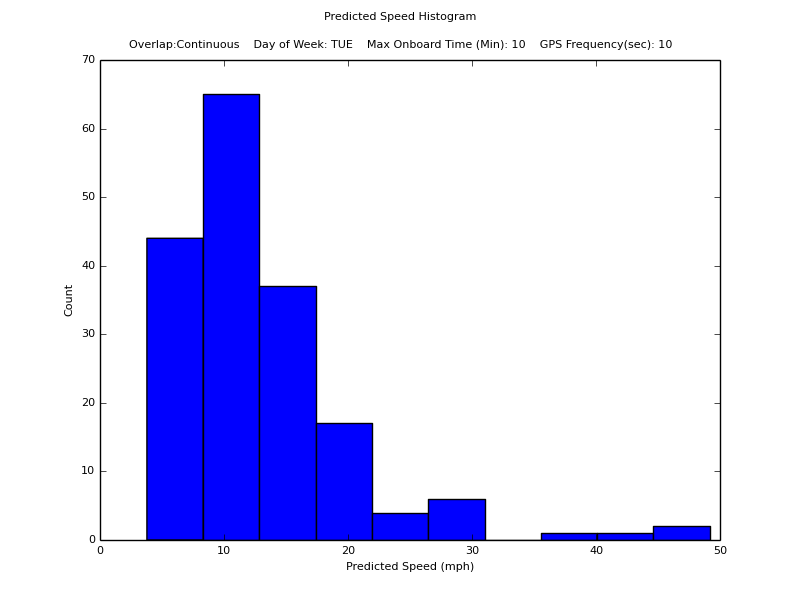 Predicted Speed Histogram
Overlap:Continuous    Day of Week: TUE    Max Onboard Time (Min): 10    GPS Frequency(sec): 10
70
60
50
40
30
20
10
0
Count
0 10 20 30 40 50
Predicted Speed (mph)